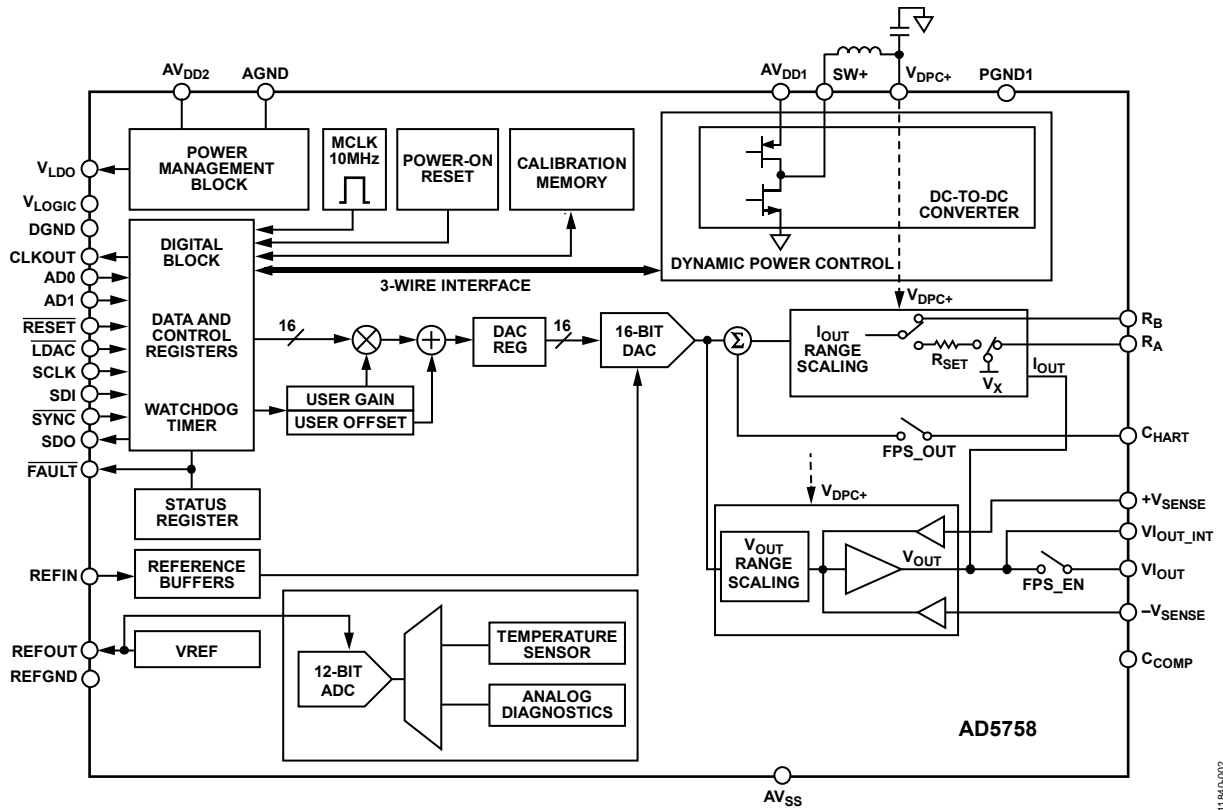 AVDD2
AGND
AVDD1
SW+
VDPC+
PGND1
VLDO
VLOGIC
DGND
CLKOUT
AD0
AD1
RESET
LDAC
SCLK
SDI
SYNC
SDO
FAULT
REFIN
REFOUT
REFGND
POWER
MANAGEMENT
BLOCK
MCLK
10MHz
POWER-ON
RESET
CALIBRATION
MEMORY
DC-TO-DC
CONVERTER
DYNAMIC POWER CONTROL
DIGITAL
BLOCK
DATA AND
CONTROL
REGISTERS
WATCHDOG
TIMER
3-WIRE INTERFACE
16
USER GAIN
USER OFFSET
DAC
REG
16
16-BIT
DAC
Σ
VDPC+
IOUT
RANGE
SCALING
RSET
VX
IOUT
RB
RA
CHART
FPS_OUT
STATUS
REGISTER
REFERENCE
BUFFERS
VREF
12-BIT
ADC
TEMPERATURE
SENSOR
ANALOG
DIAGNOSTICS
VDPC+
VOUT
RANGE
SCALING
VOUT
FPS_EN
+VSENSE
VIOUT_INT
VIOUT
–VSENSE
CCOMP
AD5758
AVSS
11840-002